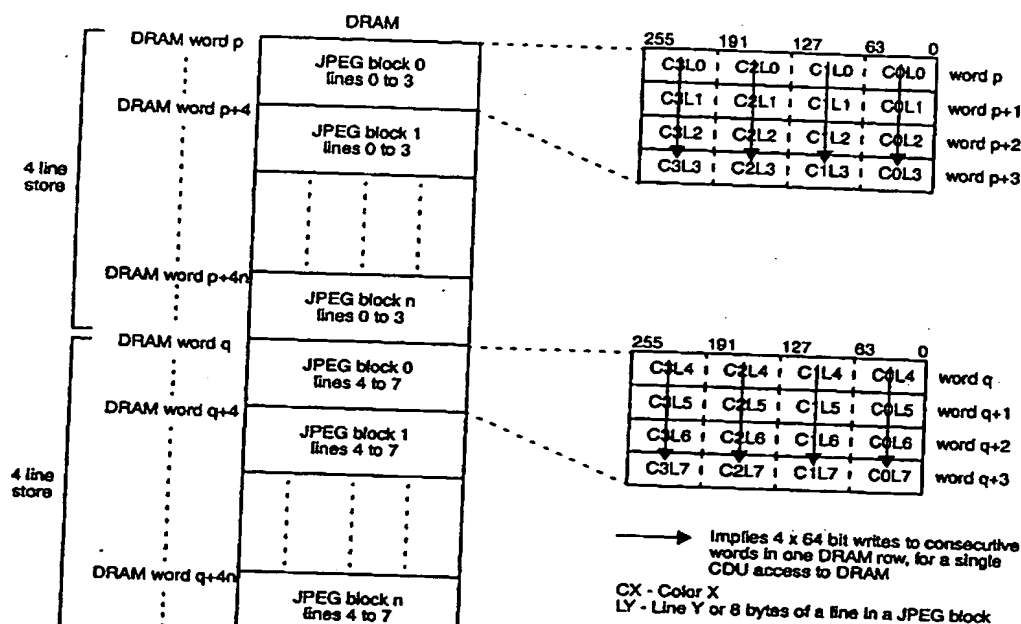 DRAM
DRAM word p
JPEG block 0
lines 0 to 3
DRAM word p+4
JPEG block 1
lines 0 to 3
4 line
store
DRAM word p+4n
JPEG block n
lines 0 to 3
255 191 127 63 0
C3L0 C2L0 C1L0 C0L0 word p
C3L1 C2L1 C1L1 C0L1 word p+1
C3L2 C2L2 C1L2 C0L2 word p+2
C3L3 C2L3 C1L3 C0L3 word p+3
DRAM word q
JPEG block 0
lines 4 to 7
DRAM word q+4
JPEG block 1
lines 4 to 7
4 line
store
DRAM word q+4n
JPEG block n
lines 4 to 7
255 191 127 63 0
C3L4 C2L4 C1L4 C0L4 word q
C3L5 C2L5 C1L5 C0L5 word q+1
C3L6 C2L6 C1L6 C0L6 word q+2
C3L7 C2L7 C1L7 C0L7 word q+3
Implies 4 x 64 bit writes to consecutive
words in one DRAM row, for a single
CDU access to DRAM
CX - Color X
LY - Line Y or 8 bytes of a line in a JPEG block